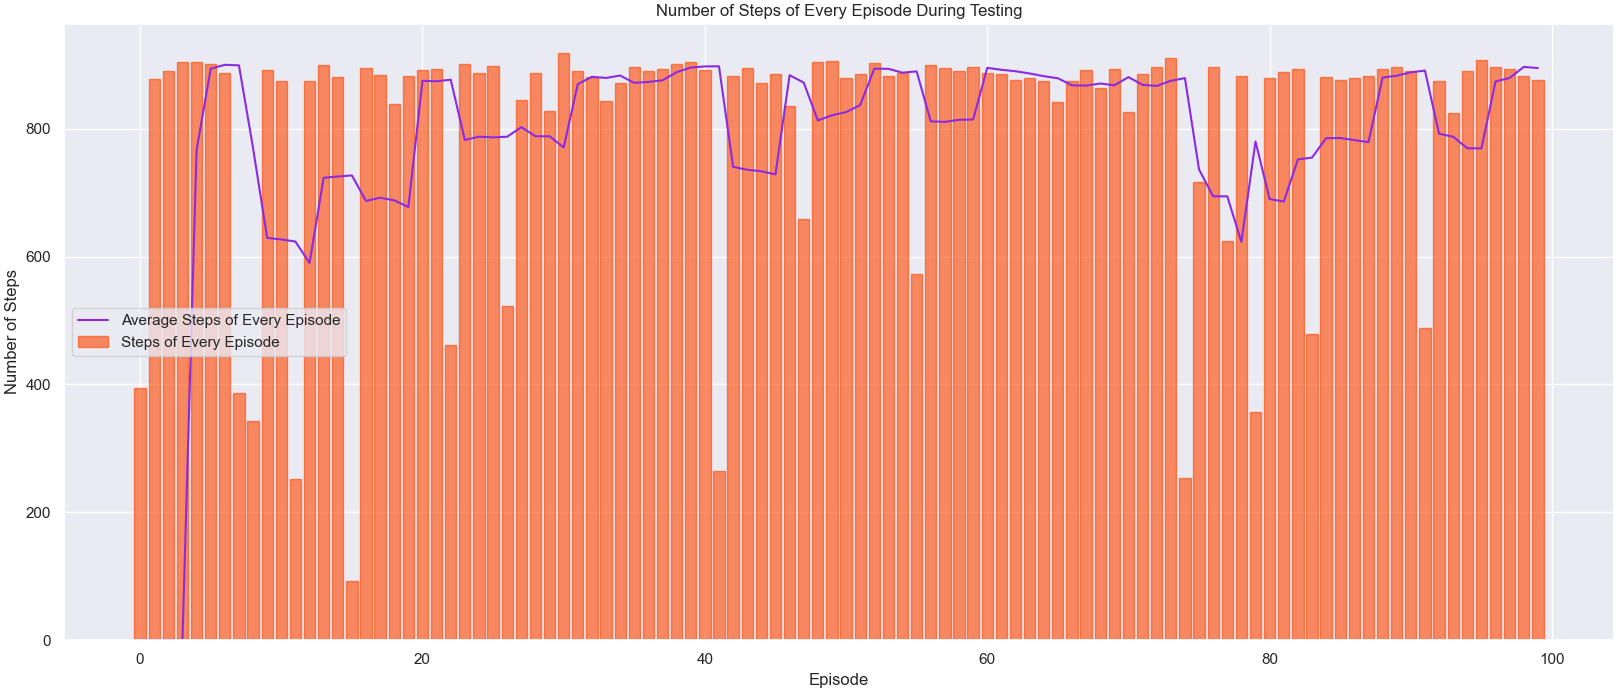 Number of Steps of Every Episode During Testing
Number of Steps
800
600
400
200
0
Average Steps of Every Episode
Steps of Every Episode
0 20 40 60 80 100
Episode